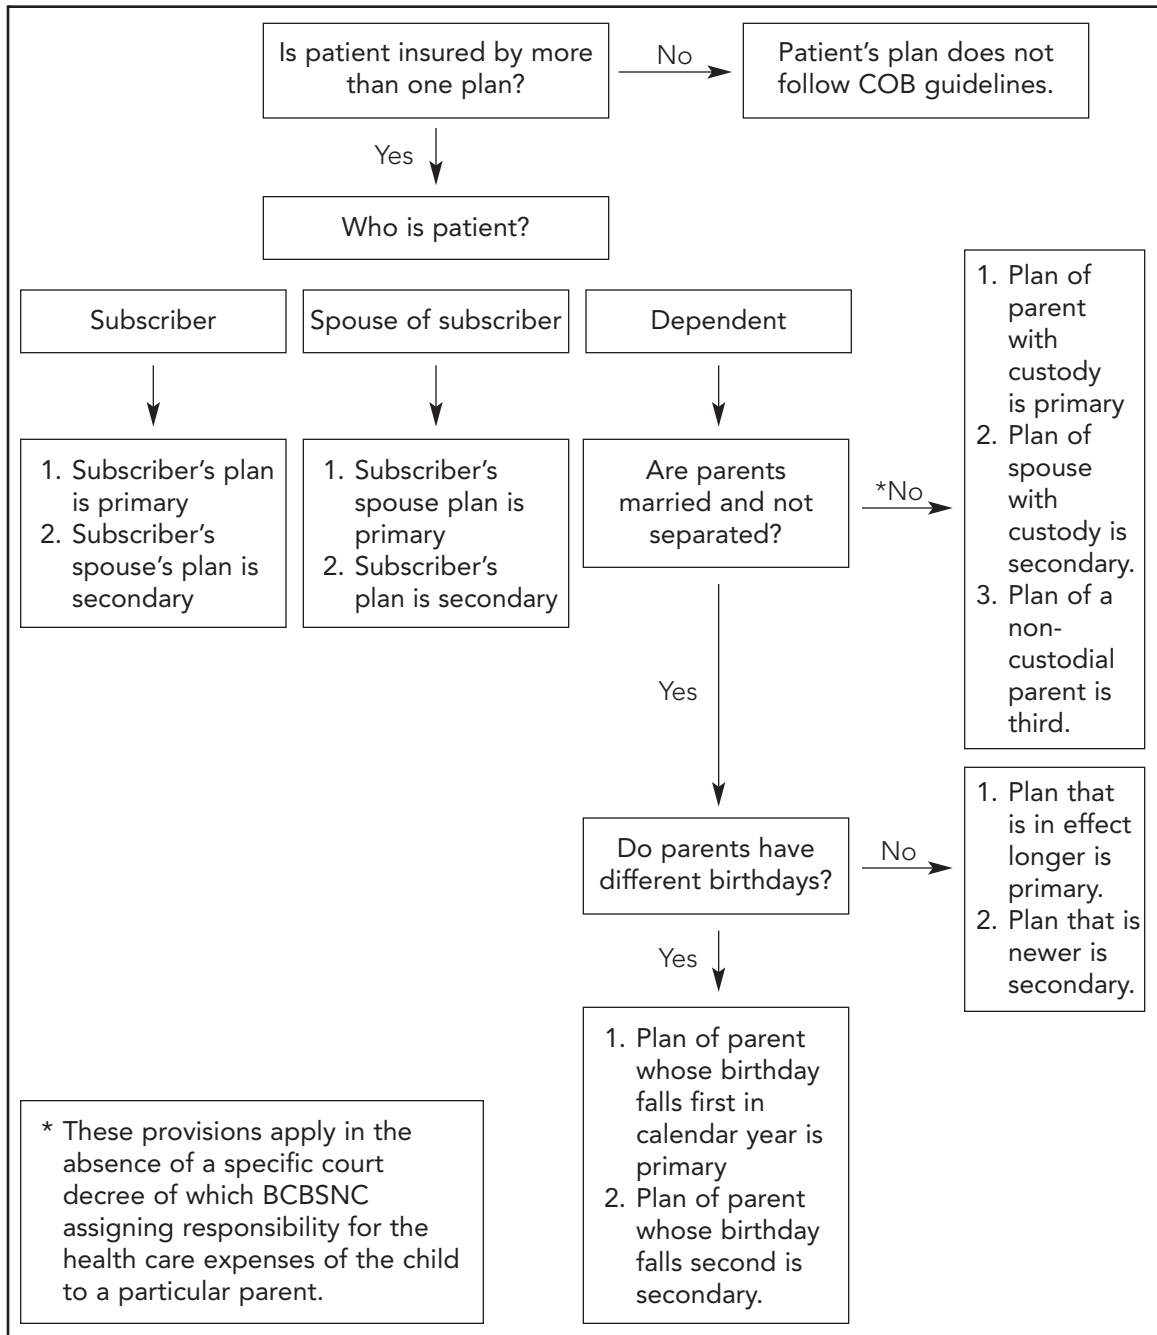 Is patient insured by more
than one plan?
No
Patient's plan does not
follow COB guidelines.
Yes
Who is patient?
Subscriber
Spouse of subscriber
Dependent
1. Subscriber's plan
is primary
2. Subscriber's
spouse's plan is
secondary
1. Subscriber's
spouse plan is
primary
2. Subscriber's
plan is secondary
Are parents
married and not
separated?
*No
1. Plan of
parent
with
custody
is primary
2. Plan of
spouse
with
custody is
secondary.
3. Plan of a
non-
custodial
parent is
third.
Yes
Do parents have
different birthdays?
No
1. Plan that
is in effect
longer is
primary.
2. Plan that is
newer is
secondary.
Yes
1. Plan of parent
whose birthday
falls first in
calendar year is
primary
2. Plan of parent
whose birthday
falls second is
secondary.
* These provisions apply in the
absence of a specific court
decree of which BCBSNC
assigning responsibility for the
health care expenses of the child
to a particular parent.